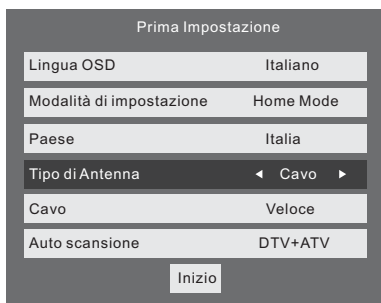 Prima Impostazione
Lingua OSD Italiano
Modalità di impostazione Home Mode
Paese Italia
Tipo di Antenna ◄ Cavo ►
Cavo Veloce
Auto scansione DTV+ATV
Inizio